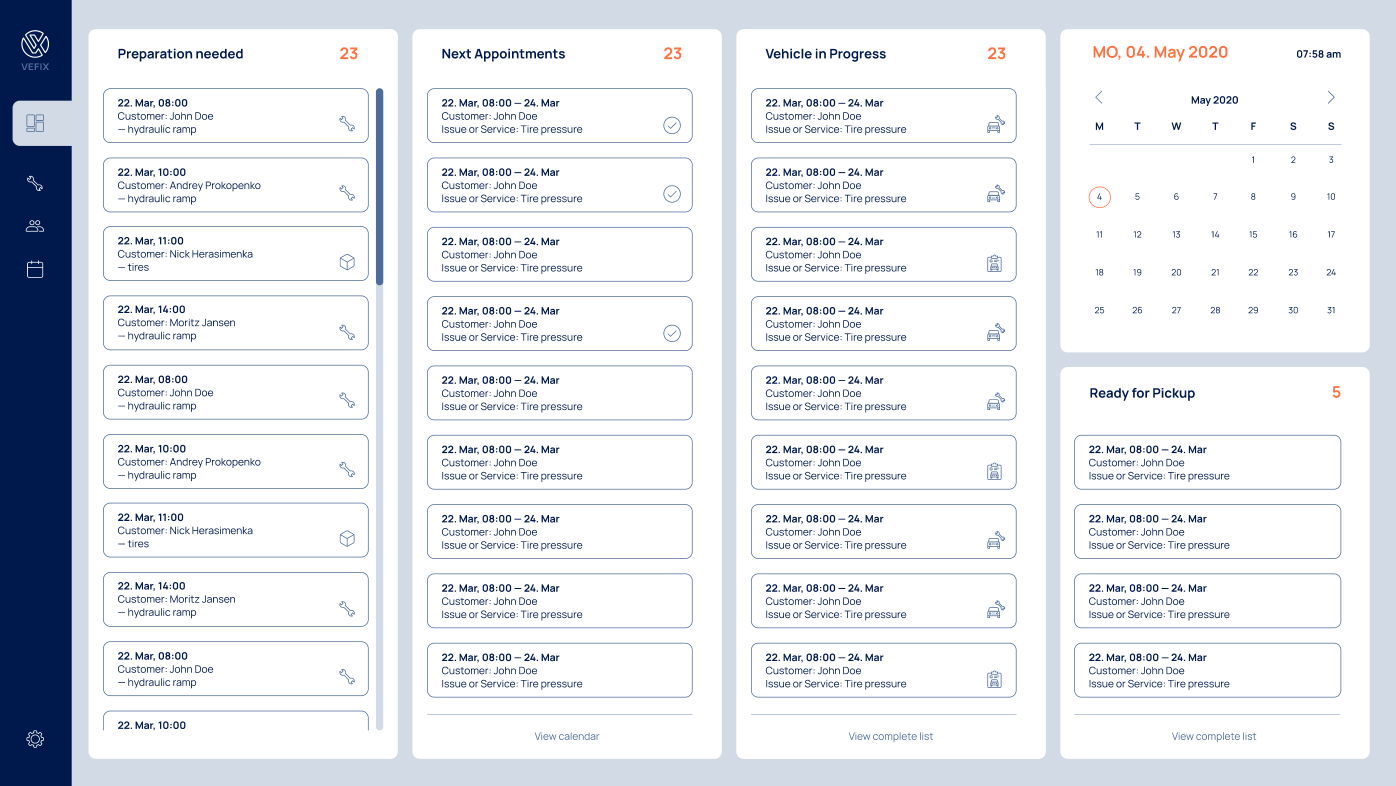 VEFIX
Preparation needed 23
22. Mar, 08:00
Customer: John Doe
— hydraulic ramp
22. Mar, 10:00
Customer: Andrey Prokopenko
— hydraulic ramp
22. Mar, 11:00
Customer: Nick Herasimenka
— tires
22. Mar, 14:00
Customer: Moritz Jansen
— hydraulic ramp
22. Mar, 08:00
Customer: John Doe
— hydraulic ramp
22. Mar, 10:00
Customer: Andrey Prokopenko
— hydraulic ramp
22. Mar, 11:00
Customer: Nick Herasimenka
— tires
22. Mar, 14:00
Customer: Moritz Jansen
— hydraulic ramp
22. Mar, 08:00
Customer: John Doe
— hydraulic ramp
22. Mar, 10:00
Next Appointments 23
22. Mar, 08:00 — 24. Mar
Customer: John Doe
Issue or Service: Tire pressure
22. Mar, 08:00 — 24. Mar
Customer: John Doe
Issue or Service: Tire pressure
22. Mar, 08:00 — 24. Mar
Customer: John Doe
Issue or Service: Tire pressure
22. Mar, 08:00 — 24. Mar
Customer: John Doe
Issue or Service: Tire pressure
22. Mar, 08:00 — 24. Mar
Customer: John Doe
Issue or Service: Tire pressure
22. Mar, 08:00 — 24. Mar
Customer: John Doe
Issue or Service: Tire pressure
22. Mar, 08:00 — 24. Mar
Customer: John Doe
Issue or Service: Tire pressure
22. Mar, 08:00 — 24. Mar
Customer: John Doe
Issue or Service: Tire pressure
22. Mar, 08:00 — 24. Mar
Customer: John Doe
Issue or Service: Tire pressure
View calendar
Vehicle in Progress 23
22. Mar, 08:00 — 24. Mar
Customer: John Doe
Issue or Service: Tire pressure
22. Mar, 08:00 — 24. Mar
Customer: John Doe
Issue or Service: Tire pressure
22. Mar, 08:00 — 24. Mar
Customer: John Doe
Issue or Service: Tire pressure
22. Mar, 08:00 — 24. Mar
Customer: John Doe
Issue or Service: Tire pressure
22. Mar, 08:00 — 24. Mar
Customer: John Doe
Issue or Service: Tire pressure
22. Mar, 08:00 — 24. Mar
Customer: John Doe
Issue or Service: Tire pressure
22. Mar, 08:00 — 24. Mar
Customer: John Doe
Issue or Service: Tire pressure
22. Mar, 08:00 — 24. Mar
Customer: John Doe
Issue or Service: Tire pressure
22. Mar, 08:00 — 24. Mar
Customer: John Doe
Issue or Service: Tire pressure
View complete list
MO, 04. May 2020 07:58 am
May 2020
M T W T F S S
1 2 3
4 5 6 7 8 9 10
11 12 13 14 15 16 17
18 19 20 21 22 23 24
25 26 27 28 29 30 31
Ready for Pickup 5
22. Mar, 08:00 — 24. Mar
Customer: John Doe
Issue or Service: Tire pressure
22. Mar, 08:00 — 24. Mar
Customer: John Doe
Issue or Service: Tire pressure
22. Mar, 08:00 — 24. Mar
Customer: John Doe
Issue or Service: Tire pressure
22. Mar, 08:00 — 24. Mar
Customer: John Doe
Issue or Service: Tire pressure
View complete list